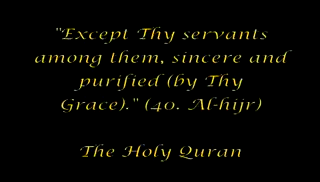 "Except Thy servants
among them, sincere and
purified (by Thy
Grace)." (40. Al-hijr)
The Holy Quran